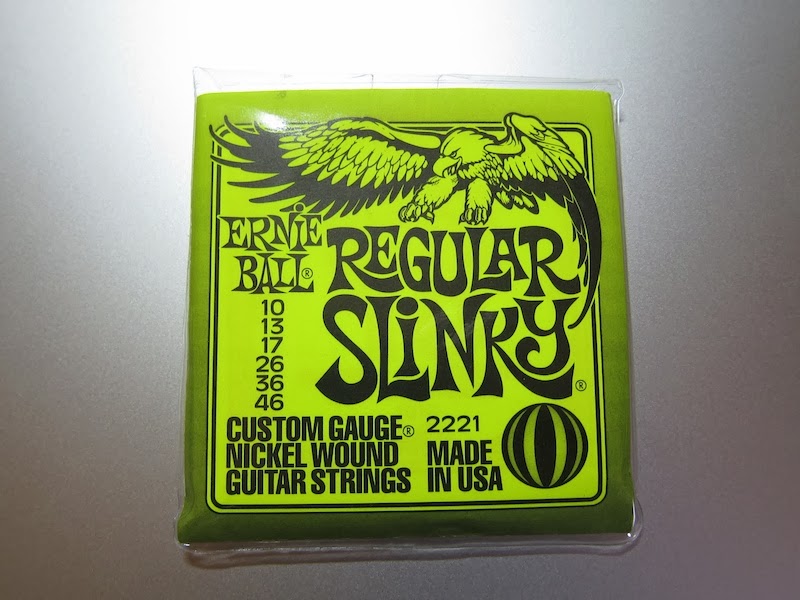 ERNIE
BALL®
REGULAR
SLINKY®
10
13
17
26
36
46
CUSTOM GAUGE®
NICKEL WOUND
GUITAR STRINGS
2221
MADE
IN USA